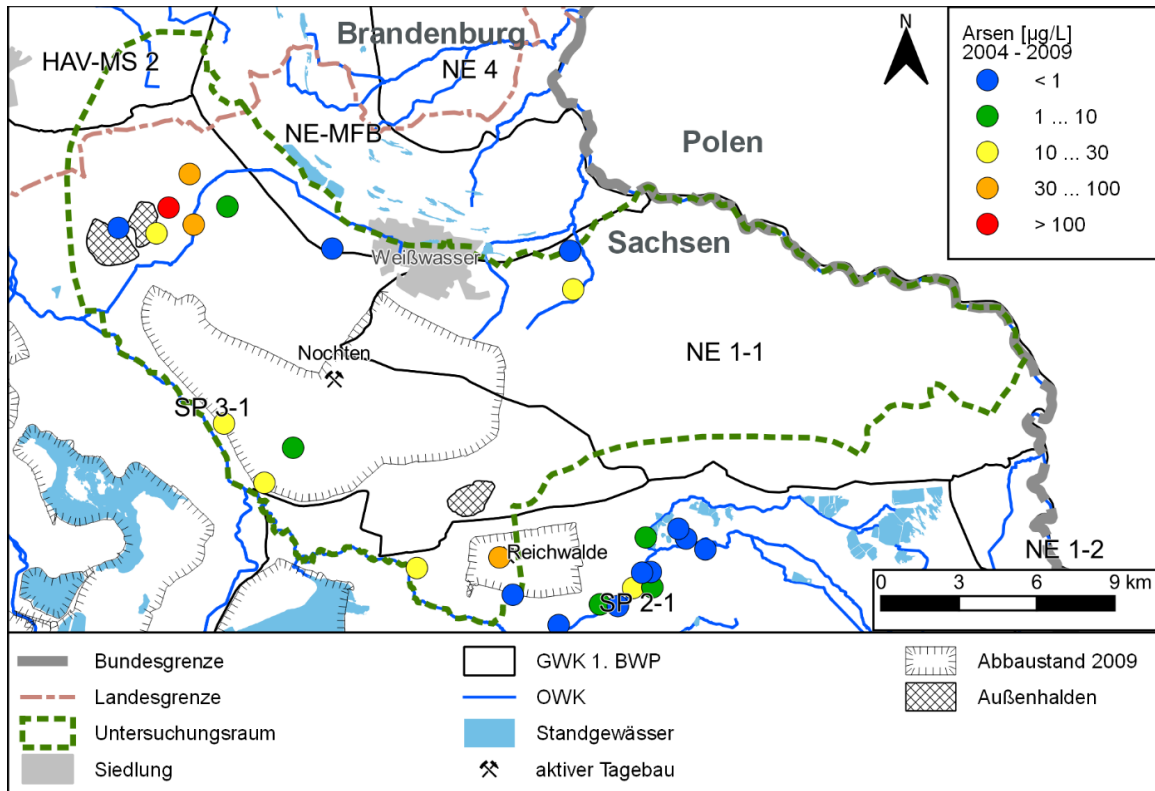 Brandenburg
HAV-MS 2
NE 4
NE-MFB
Polen
Sachsen
Weißwasser
NE 1-1
Nochten
SP 3-1
Reichwalde
SP 2-1
NE 1-2
N
Arsen [µg/L]
2004 - 2009
< 1
1 ... 10
10 ... 30
30 ... 100
> 100
0 3 6 9 km
Bundesgrenze
Landesgrenze
Untersuchungsraum
Siedlung
GWK 1. BWP
OWK
Standgewässer
aktiver Tagebau
Abbaustand 2009
Außenhalden